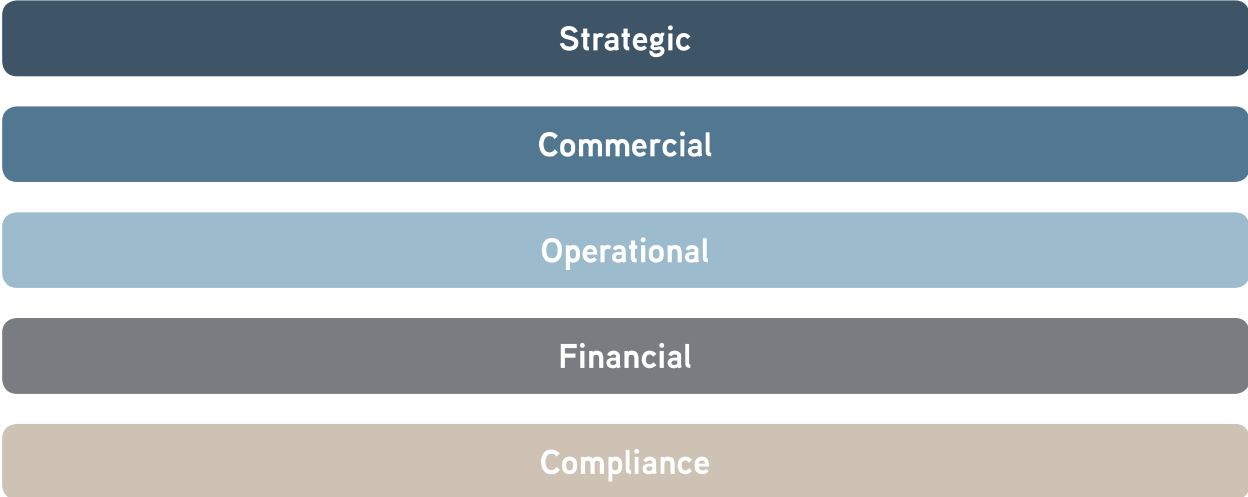 Strategic
Commercial
Operational
Financial
Compliance